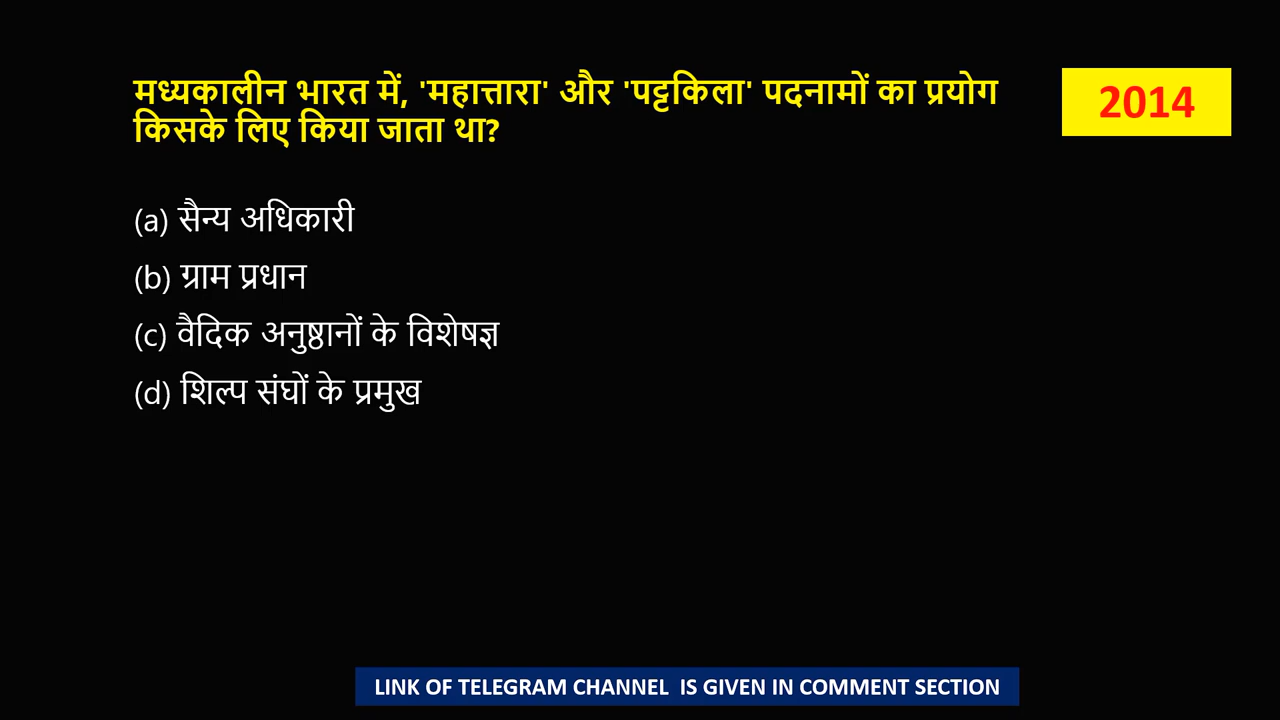 मध्यकालीन भारत में, 'महात्तारा' और 'पट्टकिला' पदनामों का प्रयोग
किसके लिए किया जाता था?
2014
(a) सैन्य अधिकारी
(b) ग्राम प्रधान
(c) वैदिक अनुष्ठानों के विशेषज्ञ
(d) शिल्प संघों के प्रमुख
LINK OF TELEGRAM CHANNEL IS GIVEN IN COMMENT SECTION